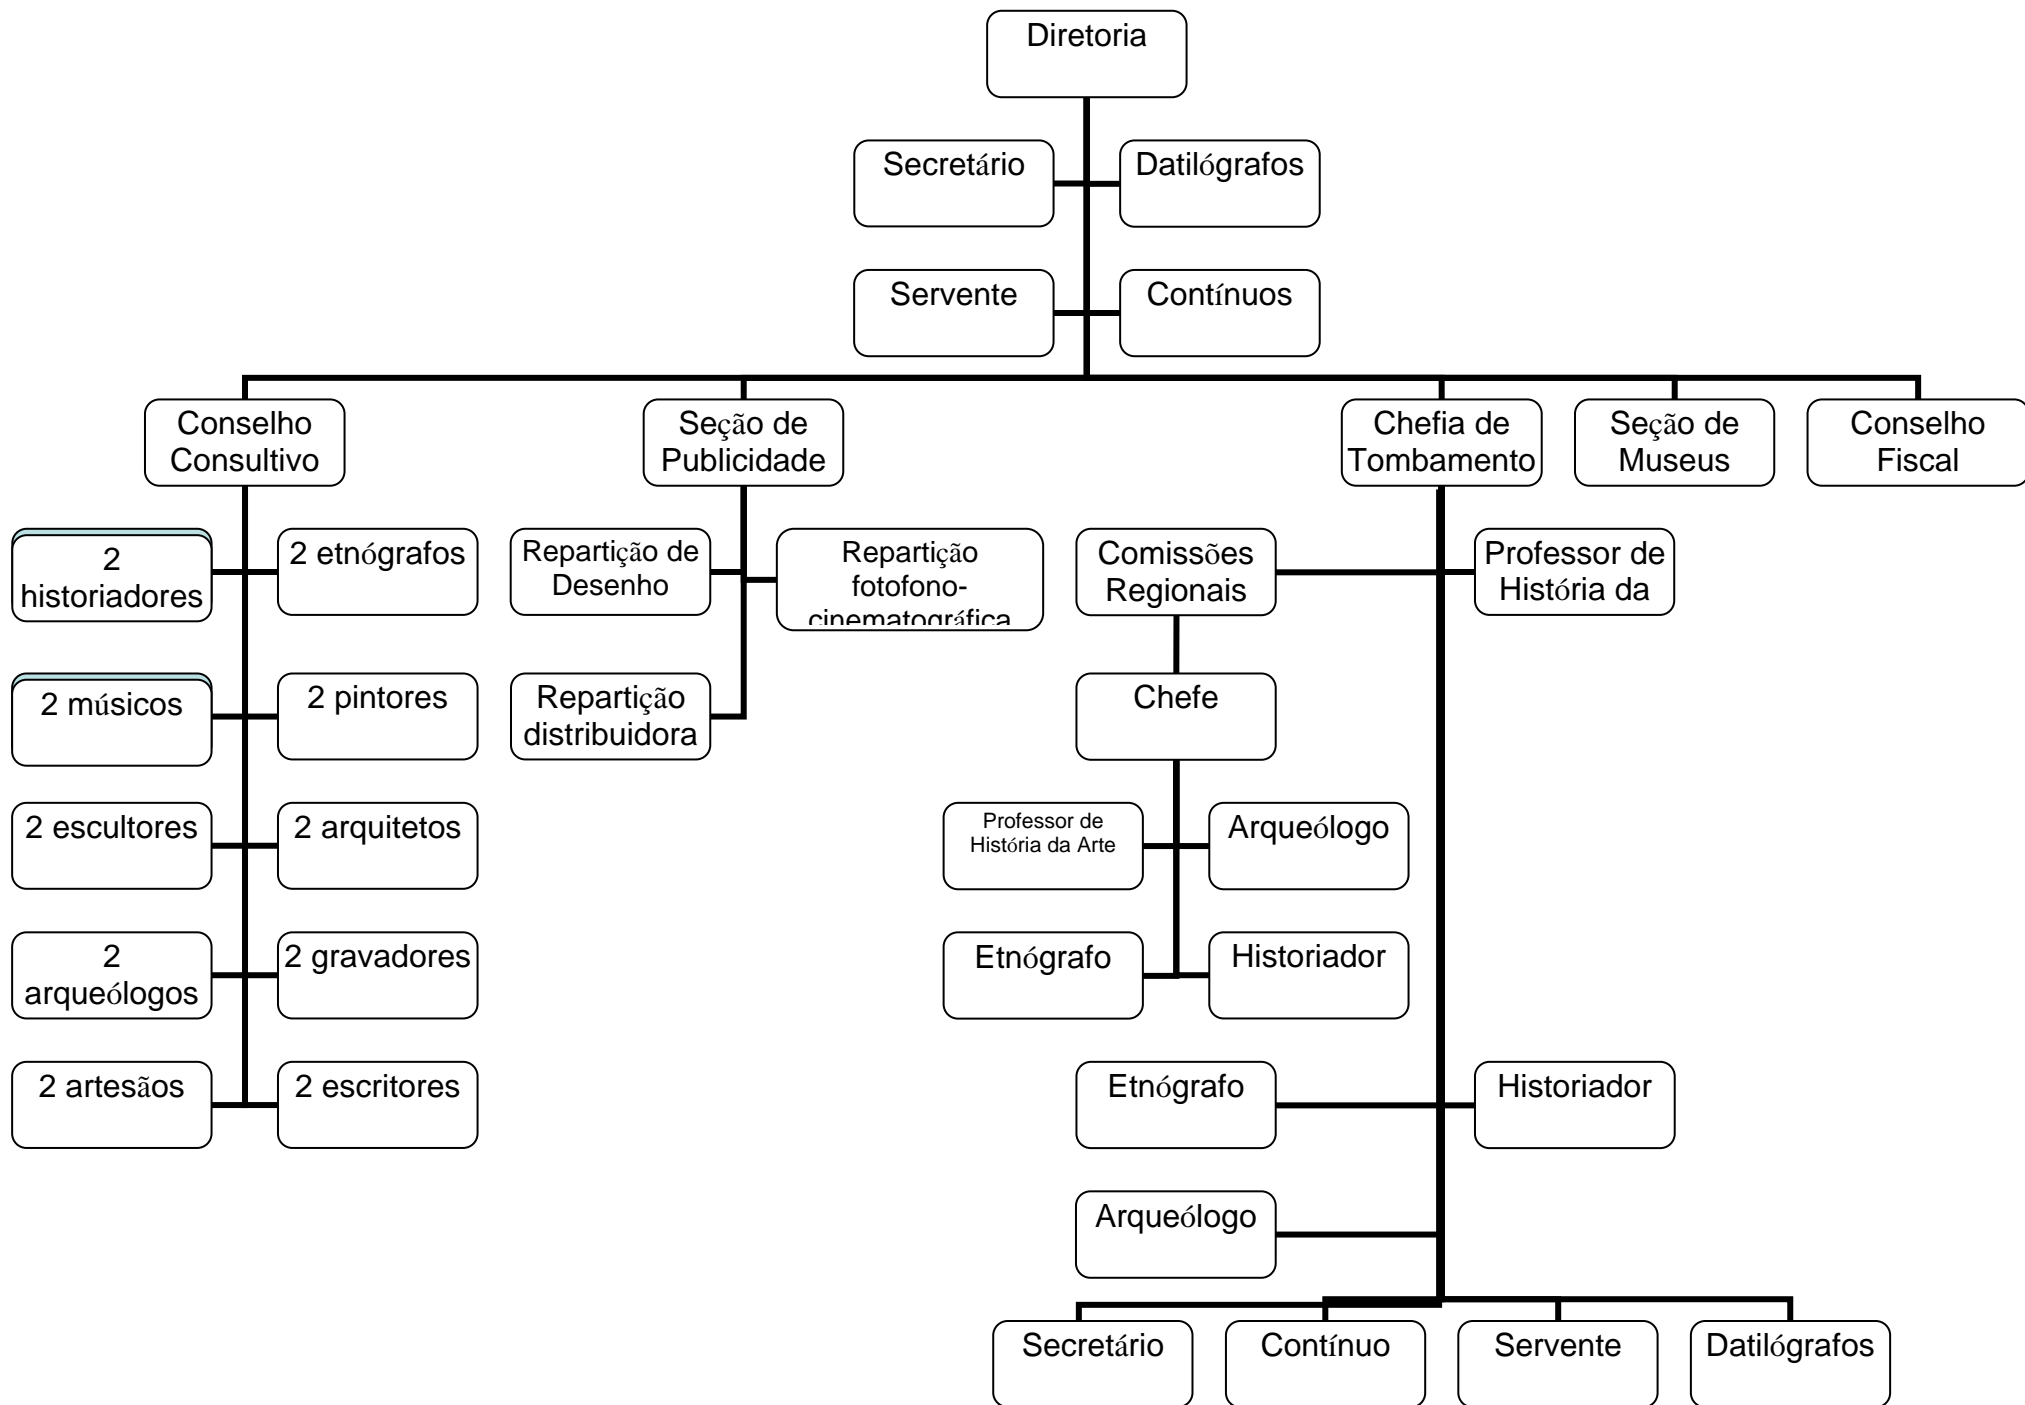 Diretoria
Secretário
Datilógrafos
Servente
Contínuos
Conselho
Consultivo
Seção de
Publicidade
Chefia de
Tombamento
Seção de
Museus
Conselho
Fiscal
2
historiadores
2 etnógrafos
Repartição de
Desenho
Repartição
fotofono-
cinematográfica
Comissões
Regionais
Professor de
História da
2 músicos
2 pintores
Repartição
distribuidora
Chefe
2 escultores
2 arquitetos
Professor de
História da Arte
Arqueólogo
2
arqueólogos
2 gravadores
Etnógrafo
Historiador
2 artesãos
2 escritores
Etnógrafo
Historiador
Arqueólogo
Secretário
Contínuo
Servente
Datilógrafos